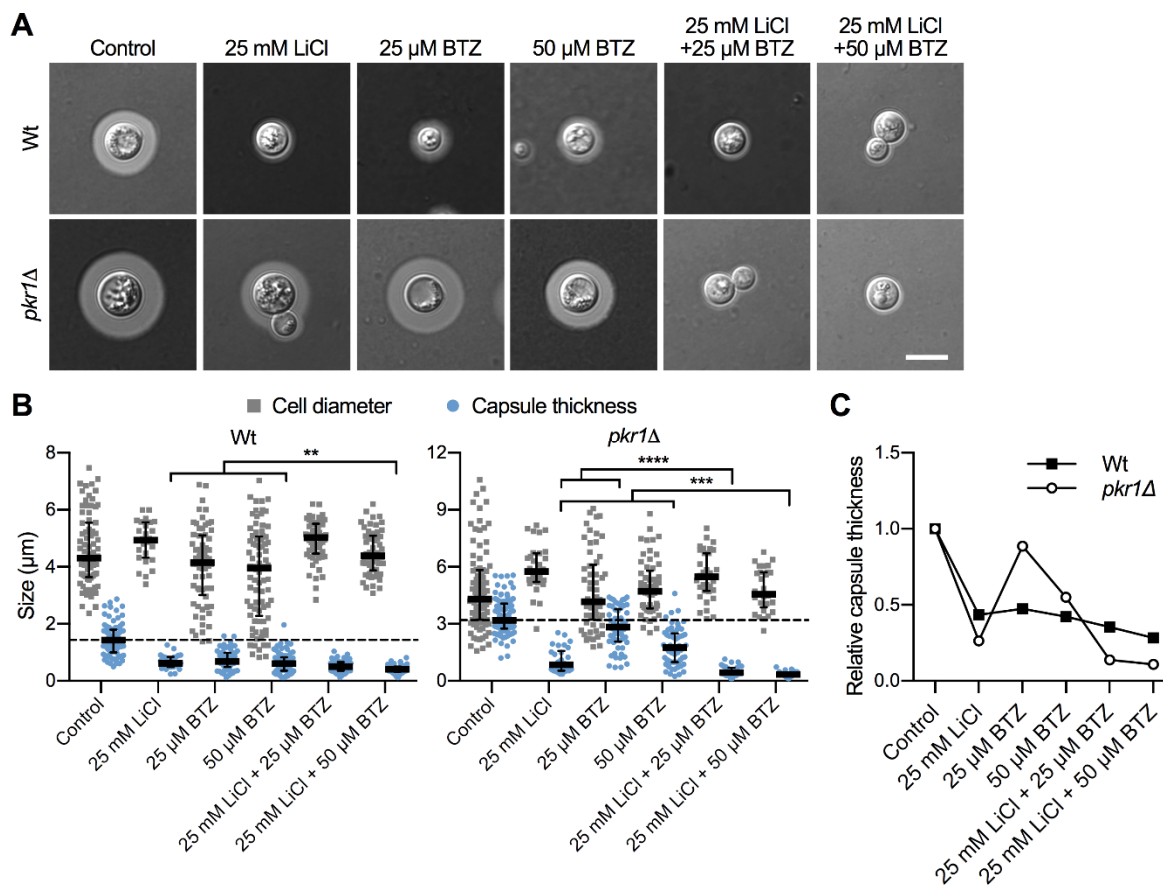 A
Control
25 mM LiCl
25 µM BTZ
50 µM BTZ
25 mM LiCl
+25 µM BTZ
25 mM LiCl
+50 µM BTZ
Wt
pkr1Δ
B
Cell diameter
Capsule thickness
Wt
**
Size (µm)
8
6
4
2
0
Control
25 mM LiCl
25 µM BTZ
50 µM BTZ
25 mM LiCl + 25 µM BTZ
25 mM LiCl + 50 µM BTZ
pkr1Δ
****
***
12
9
6
3
0
Control
25 mM LiCl
25 µM BTZ
50 µM BTZ
25 mM LiCl + 25 µM BTZ
25 mM LiCl + 50 µM BTZ
C
Wt
pkr1Δ
Relative capsule thickness
1.5
1.0
0.5
0.0
Control
25 mM LiCl
25 µM BTZ
50 µM BTZ
25 mM LiCl + 25 µM BTZ
25 mM LiCl + 50 µM BTZ